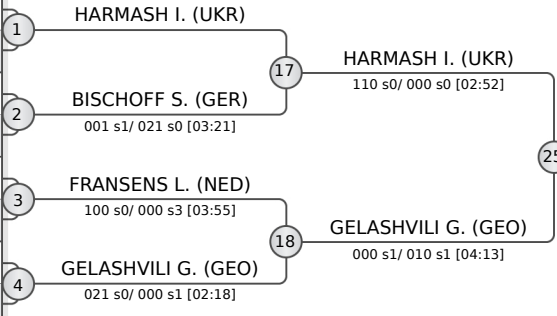 HARMASH I. (UKR)
1
17
HARMASH I. (UKR)
110 s0/ 000 s0 [02:52]
BISCHOFF S. (GER)
2
001 s1/ 021 s0 [03:21]
25
FRANSENS L. (NED)
3
100 s0/ 000 s3 [03:55]
18
GELASHVILI G. (GEO)
000 s1/ 010 s1 [04:13]
GELASHVILI G. (GEO)
4
021 s0/ 000 s1 [02:18]